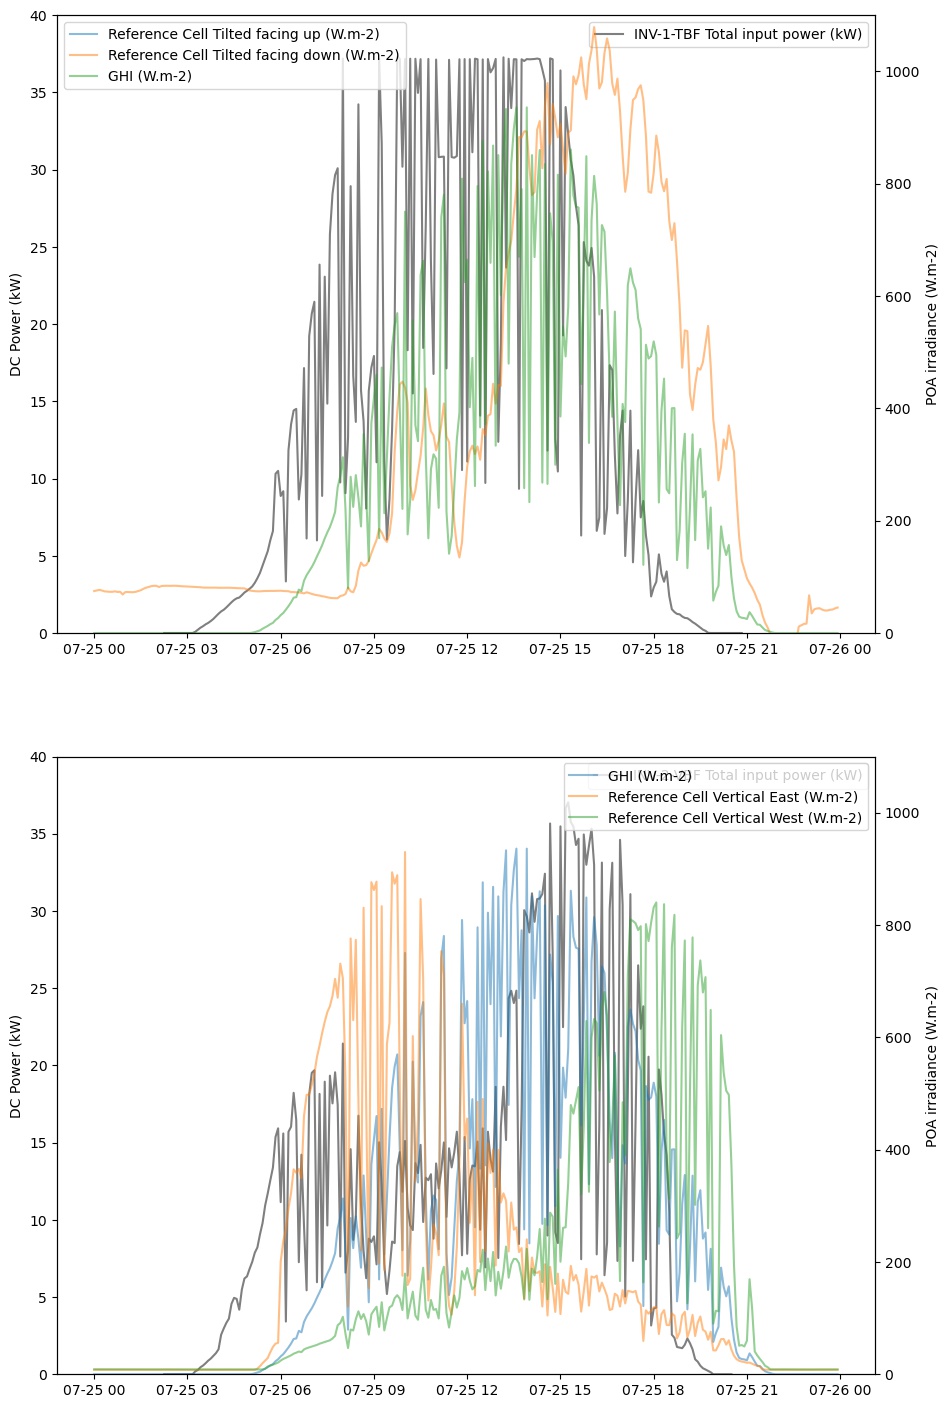 40
35
30
25
20
15
10
5
0
DC Power (kW)
Reference Cell Tilted facing up (W.m-2)
Reference Cell Tilted facing down (W.m-2)
GHI (W.m-2)
INV-1-TBF Total input power (kW)
1000
800
600
400
200
0
POA irradiance (W.m-2)
07-25 00 07-25 03 07-25 06 07-25 09 07-25 12 07-25 15 07-25 18 07-25 21 07-26 00
40
35
30
25
20
15
10
5
0
DC Power (kW)
GHI (W.m-2)
Total input power (kW)
Reference Cell Vertical East (W.m-2)
Reference Cell Vertical West (W.m-2)
1000
800
600
400
200
0
POA irradiance (W.m-2)
07-25 00 07-25 03 07-25 06 07-25 09 07-25 12 07-25 15 07-25 18 07-25 21 07-26 00